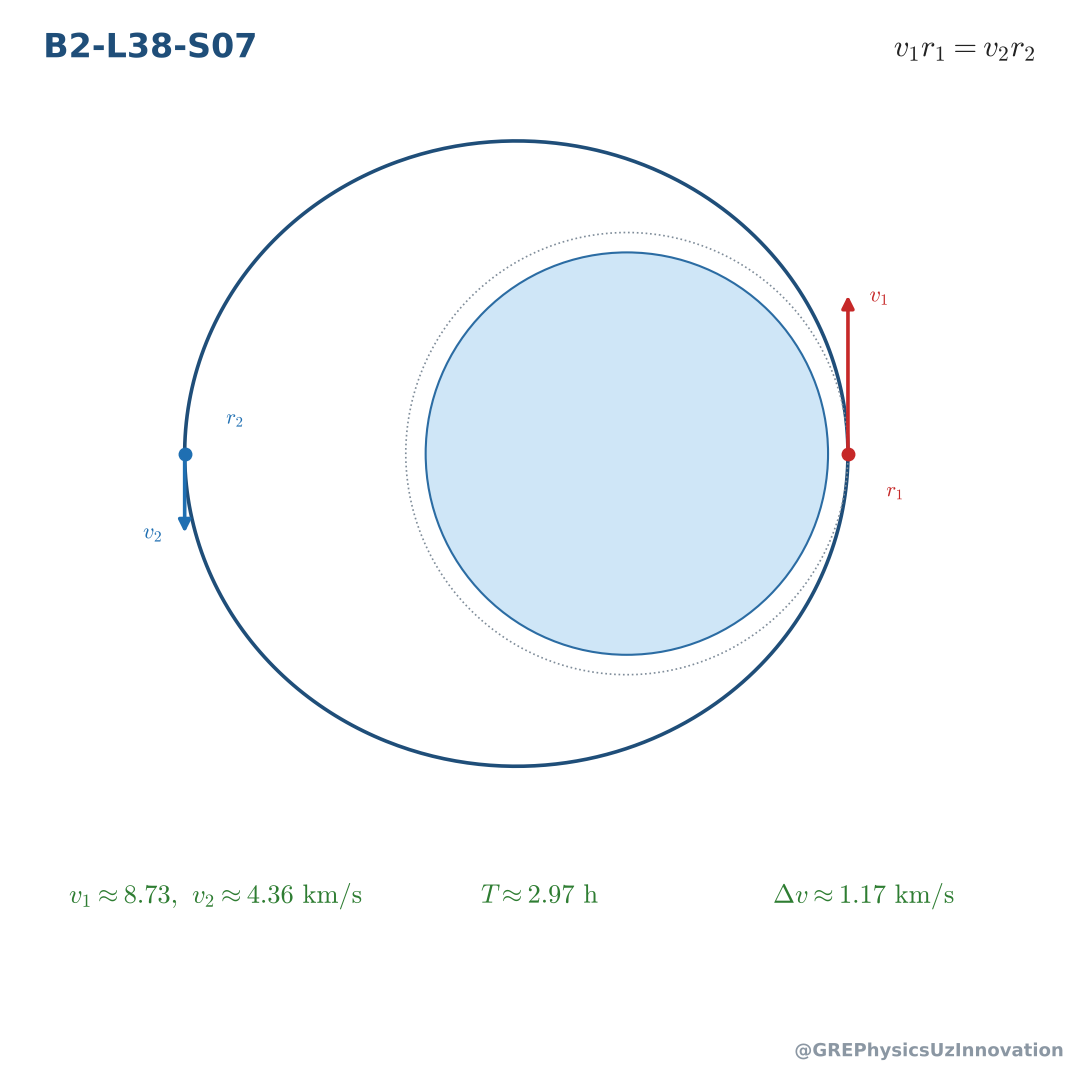 B2-L38-S07
v₁r₁ = v₂r₂
v₁
r₂
r₁
v₂
v₁ ≈ 8.73, v₂ ≈ 4.36 km/s
T ≈ 2.97 h
Δv ≈ 1.17 km/s
@GREPhysicsUzInnovation